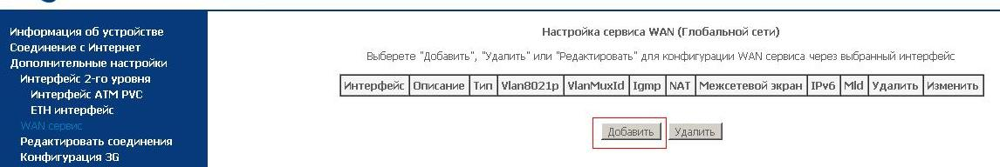 Информация об устройстве
Соединение с Интернет
Дополнительные настройки
Интерфейс 2-го уровня
Интерфейс ATM PVC
ETH интерфейс
WAN сервис
Редактировать соединения
Конфигурация 3G
Настройка сервиса WAN (Глобальной сети)
Выберете "Добавить", "Удалить" или "Редактировать" для конфигурации WAN сервиса через выбранный интерфейс
Интерфейс Описание Тип Vlan8021p VlanMuxId Igmp NAT Межсетевой экран IPv6 Mld Удалить Изменить
Добавить Удалить